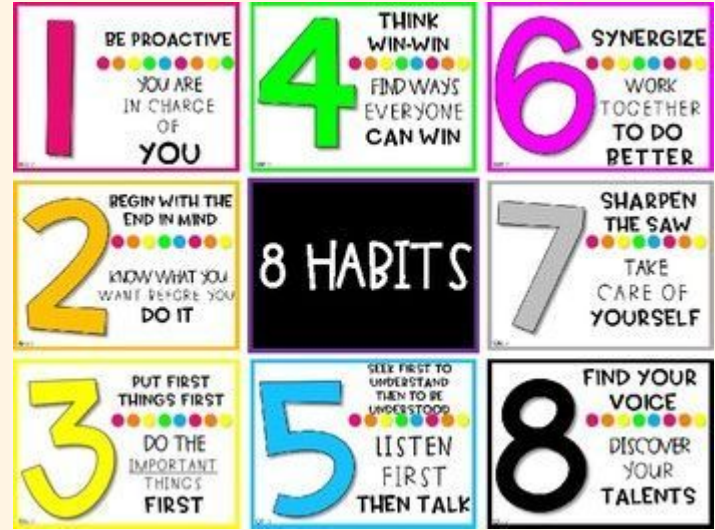 1
BE PROACTIVE
YOU ARE
IN CHARGE
OF
YOU
4
THINK
WIN-WIN
FIND WAYS
EVERYONE
CAN WIN
6
SYNERGIZE
WORK
TOGETHER
TO DO
BETTER
2
BEGIN WITH THE
END IN MIND
KNOW WHAT YOU
WANT BEFORE YOU
DO IT
8 HABITS
7
SHARPEN
THE SAW
TAKE
CARE OF
YOURSELF
3
PUT FIRST
THINGS FIRST
DO THE
IMPORTANT
THINGS
FIRST
5
SEEK FIRST TO
UNDERSTAND
THEN TO BE
UNDERSTOOD
LISTEN
FIRST
THEN TALK
8
FIND YOUR
VOICE
DISCOVER
YOUR
TALENTS